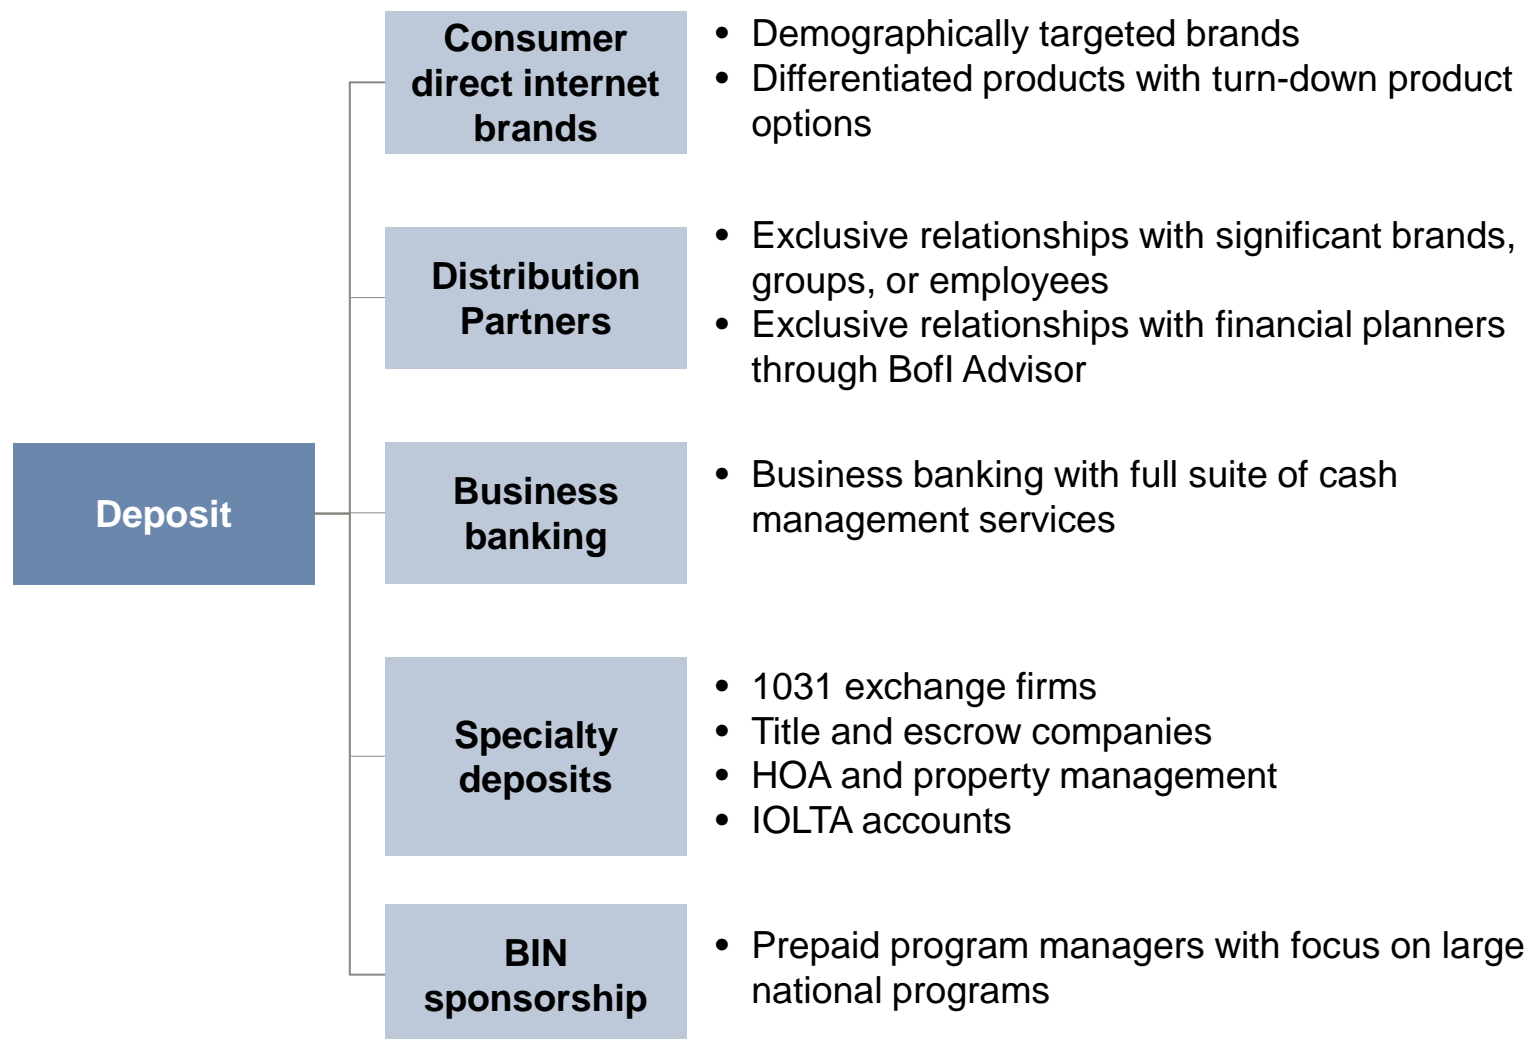 Consumer
direct internet
brands
• Demographically targeted brands
• Differentiated products with turn-down product
options
Distribution
Partners
• Exclusive relationships with significant brands,
groups, or employees
• Exclusive relationships with financial planners
through BofI Advisor
Deposit
Business
banking
• Business banking with full suite of cash
management services
Specialty
deposits
• 1031 exchange firms
• Title and escrow companies
• HOA and property management
• IOLTA accounts
BIN
sponsorship
• Prepaid program managers with focus on large
national programs